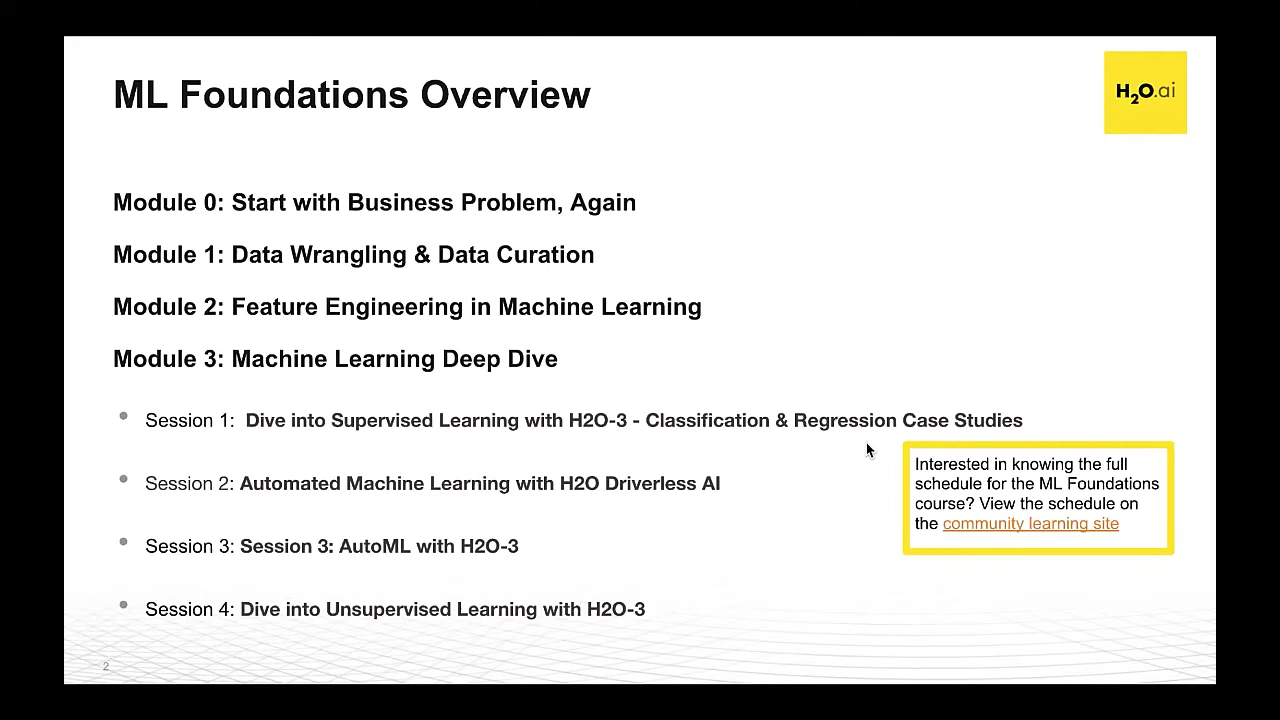 ML Foundations Overview
H2O.ai
Module 0: Start with Business Problem, Again
Module 1: Data Wrangling & Data Curation
Module 2: Feature Engineering in Machine Learning
Module 3: Machine Learning Deep Dive
Session 1: Dive into Supervised Learning with H2O-3 - Classification & Regression Case Studies
Session 2: Automated Machine Learning with H2O Driverless AI
Session 3: Session 3: AutoML with H2O-3
Session 4: Dive into Unsupervised Learning with H2O-3
Interested in knowing the full
schedule for the ML Foundations
course? View the schedule on
the community learning site
2